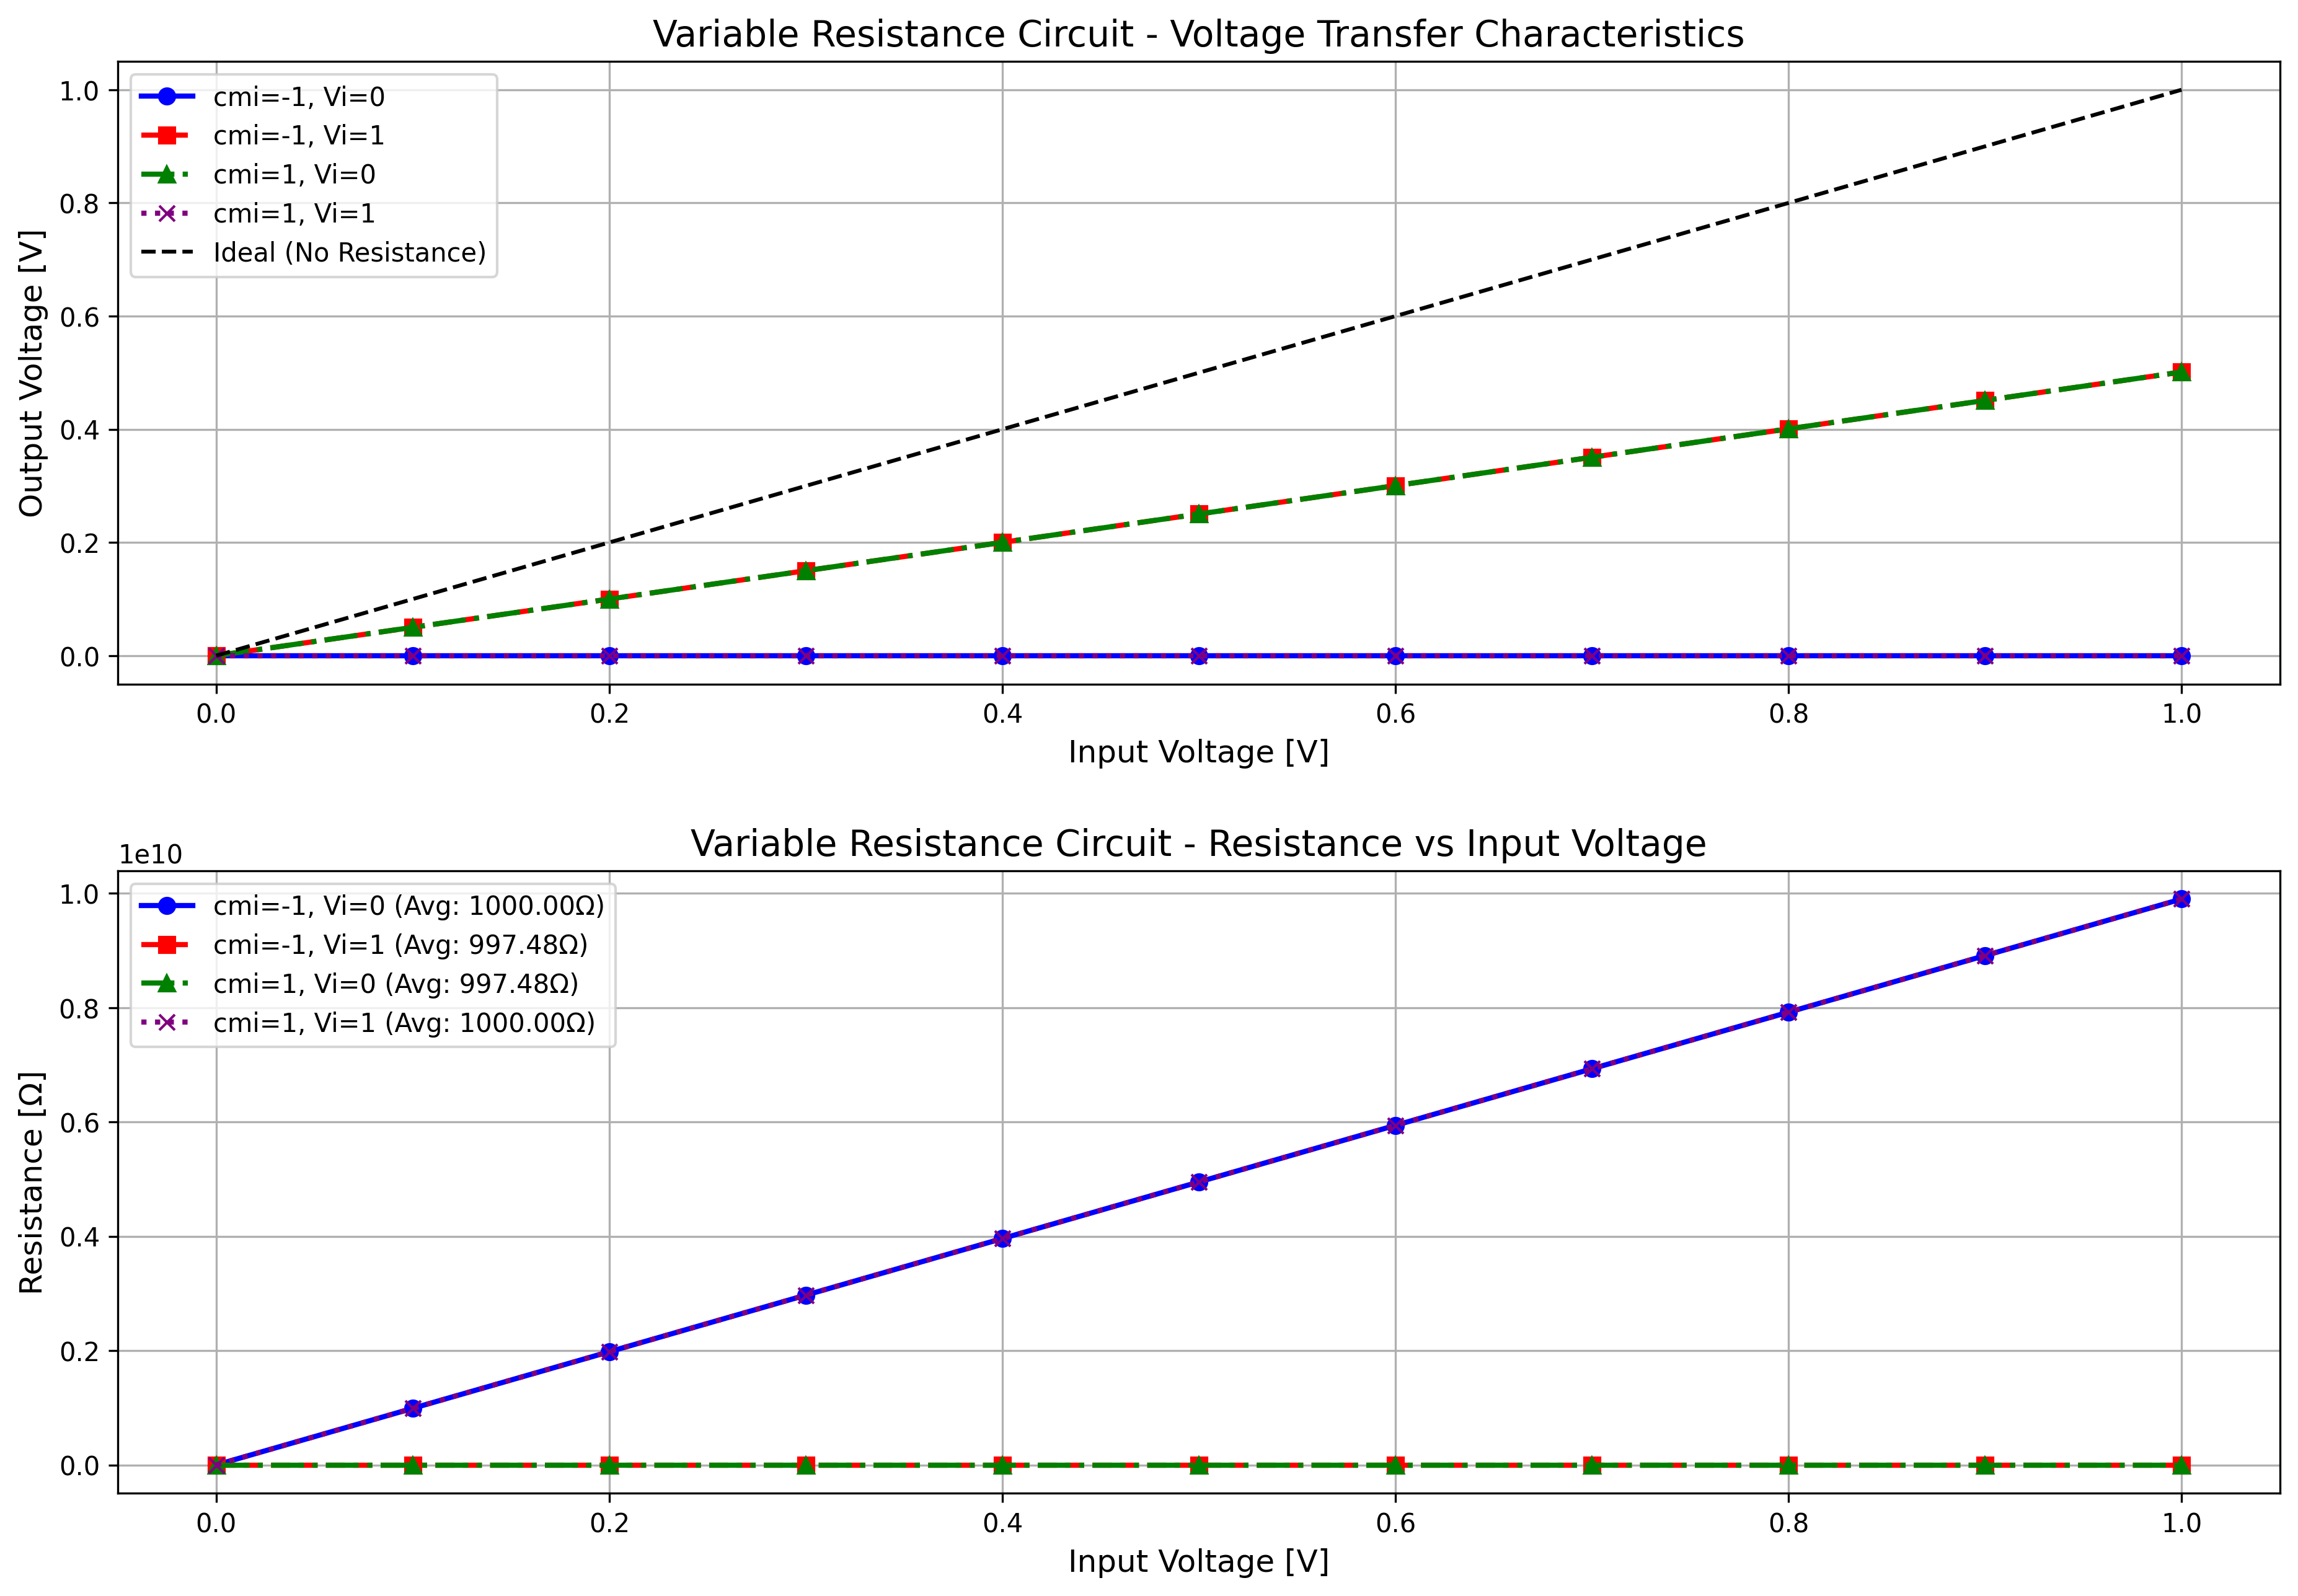 Variable Resistance Circuit - Voltage Transfer Characteristics
cmi=-1, Vi=0
cmi=-1, Vi=1
cmi=1, Vi=0
cmi=1, Vi=1
Ideal (No Resistance)
Output Voltage [V]
1.0
0.8
0.6
0.4
0.2
0.0
0.0 0.2 0.4 0.6 0.8 1.0
Input Voltage [V]
Variable Resistance Circuit - Resistance vs Input Voltage
1e10
cmi=-1, Vi=0 (Avg: 1000.00Ω)
cmi=-1, Vi=1 (Avg: 997.48Ω)
cmi=1, Vi=0 (Avg: 997.48Ω)
cmi=1, Vi=1 (Avg: 1000.00Ω)
Resistance [Ω]
1.0
0.8
0.6
0.4
0.2
0.0
0.0 0.2 0.4 0.6 0.8 1.0
Input Voltage [V]